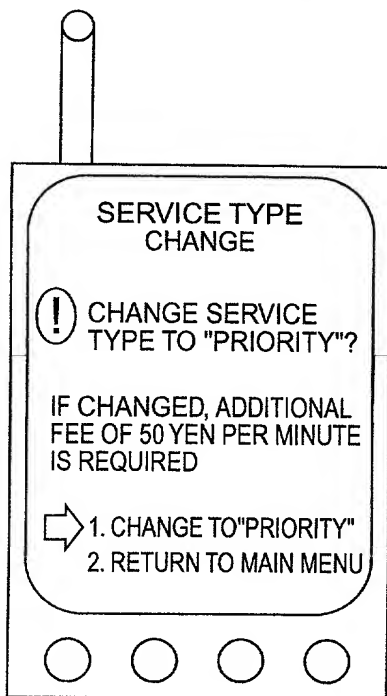 SERVICE TYPE
CHANGE
! CHANGE SERVICE
TYPE TO "PRIORITY"?
IF CHANGED, ADDITIONAL
FEE OF 50 YEN PER MINUTE
IS REQUIRED
1. CHANGE TO"PRIORITY"
2. RETURN TO MAIN MENU